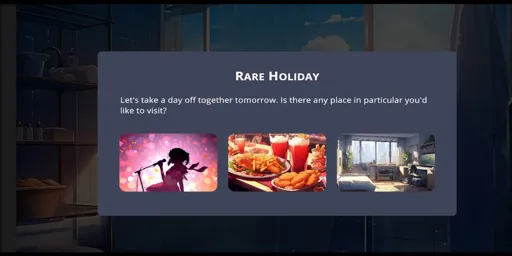 Rare Holiday
Let's take a day off together tomorrow. Is there any place in particular you'd
like to visit?